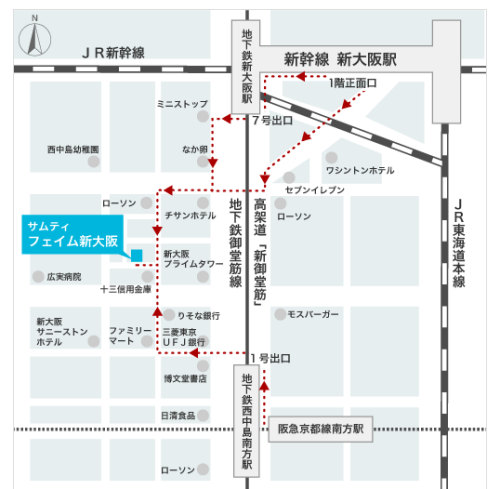 N
JR新幹線
地下鉄新大阪駅
新幹線 新大阪駅
1階正面口
ミニストップ
7号出口
西中島幼稚園
なか卵
ワシントンホテル
セブンイレブン
ローソン
チサンホテル
ローソン
地下鉄御堂筋線
高架道「新御堂筋」
JR東海道本線
サムティ
フェイム新大阪
新大阪
プライムタワー
広実病院
十三信用金庫
りそな銀行
モスバーガー
新大阪
サニーストン
ホテル
ファミリー
マート
三菱東京
UFJ銀行
1号出口
博文堂書店
地下鉄西中島南方駅
日清食品
阪急京都線南方駅
ローソン